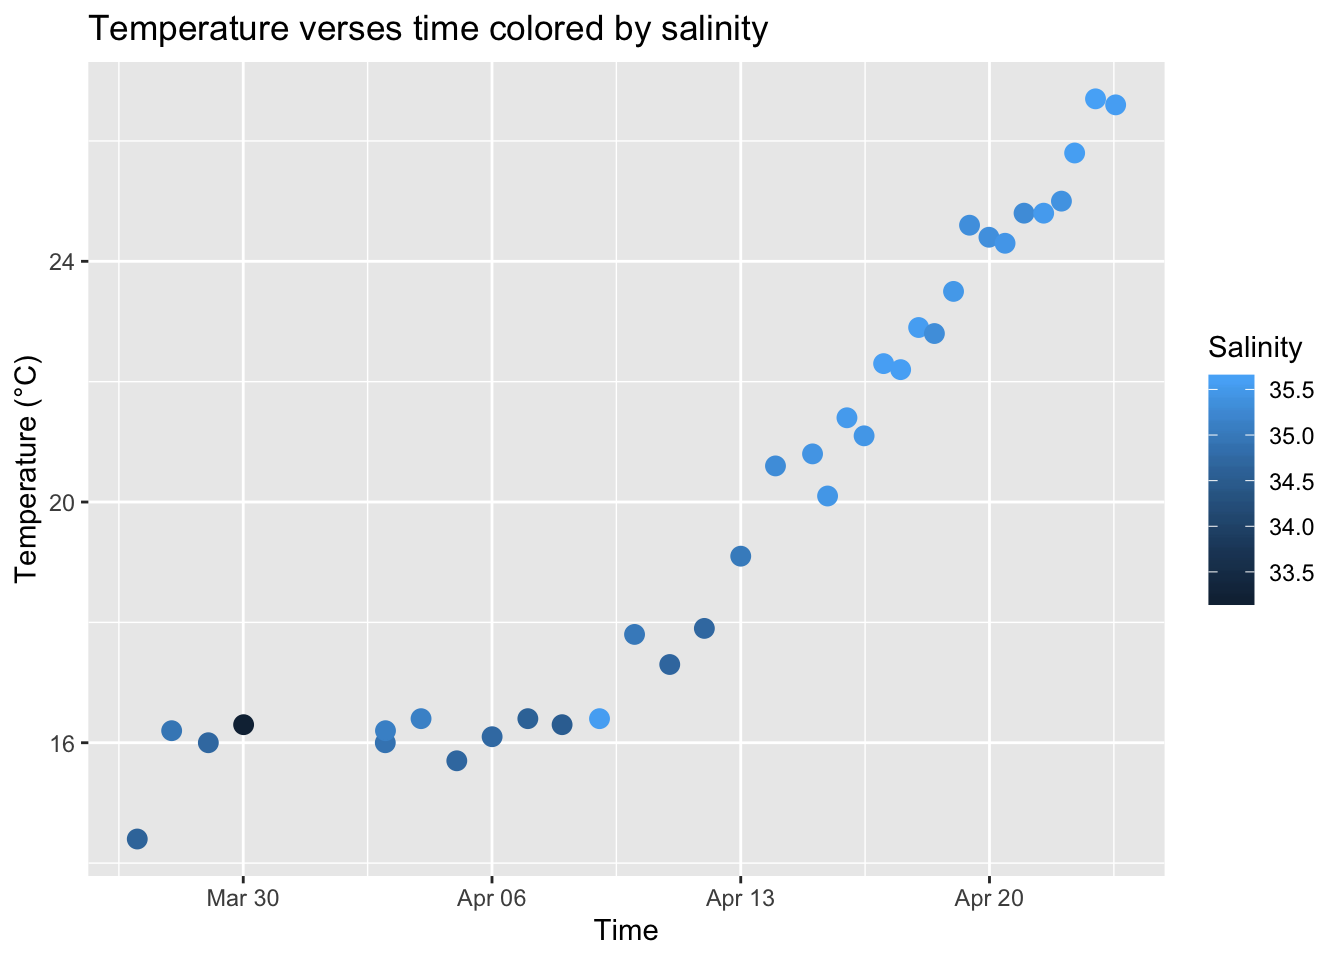 Temperature verses time colored by salinity
Temperature (°C)
24
20
16
Mar 30
Apr 06
Apr 13
Apr 20
Time
Salinity
35.5
35.0
34.5
34.0
33.5